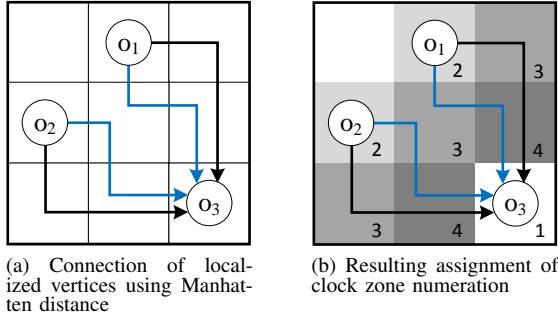 o1
o2
o3
o1
2
3
o2
2
3
4
o3
3
4
1
(a) Connection of local-
ized vertices using Manhat-
ten distance
(b) Resulting assignment of
clock zone numeration